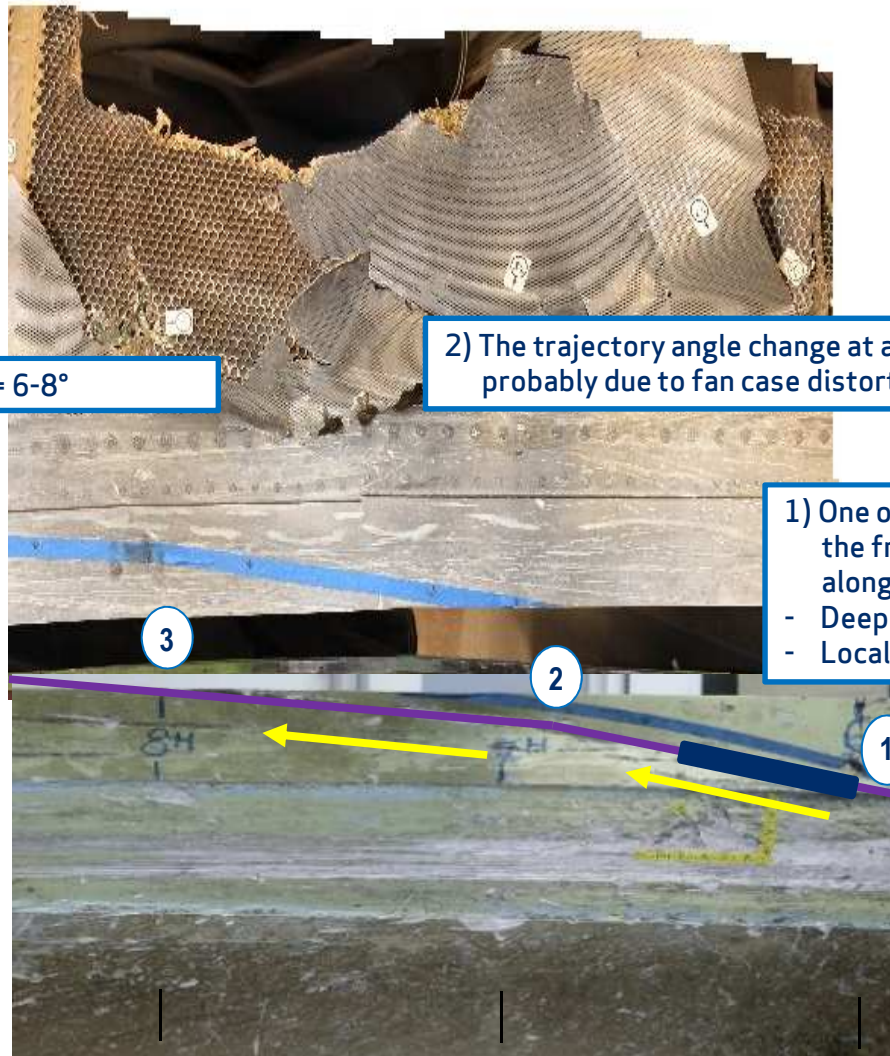 = 6-8°
2) The trajectory angle change at a
probably due to fan case distort
1) One o
the fr
along
- Deep
- Local
3
2
1
8H